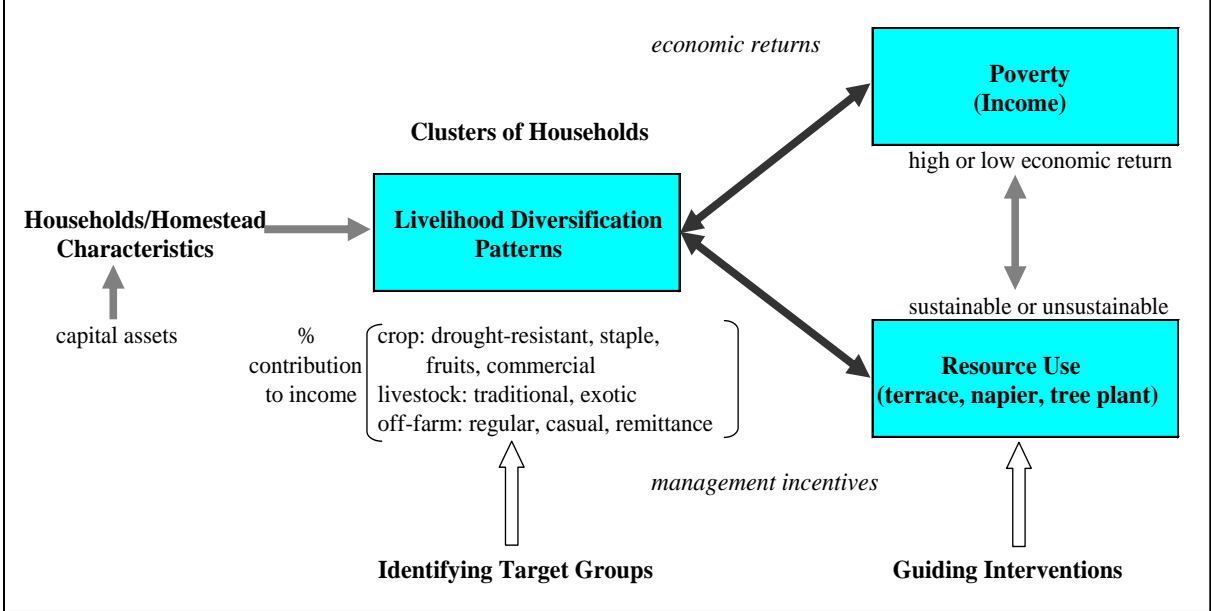 economic returns
Poverty
(Income)
Clusters of Households
high or low economic return
Households/Homestead
Characteristics
Livelihood Diversification
Patterns
capital assets
%
contribution
to income
crop: drought-resistant, staple,
fruits, commercial
livestock: traditional, exotic
off-farm: regular, casual, remittance
sustainable or unsustainable
Resource Use
(terrace, napier, tree plant)
management incentives
Identifying Target Groups
Guiding Interventions